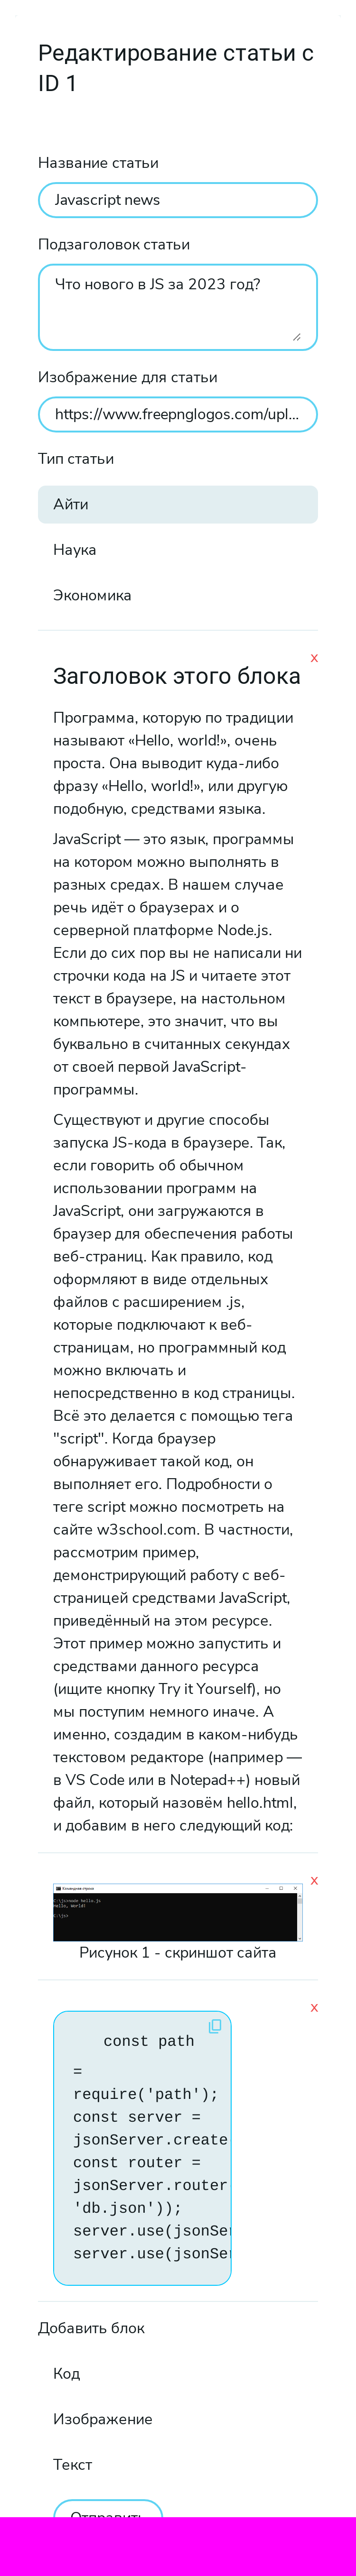 Редактирование статьи с
ID 1
Название статьи
Javascript news
Подзаголовок статьи
Что нового в JS за 2023 год?
Изображение для статьи
https://www.freepnglogos.com/upl...
Тип статьи
Айти
Наука
Экономика
x
Заголовок этого блока
Программа, которую по традиции
называют «Hello, world!», очень
проста. Она выводит куда-либо
фразу «Hello, world!», или другую
подобную, средствами языка.
JavaScript — это язык, программы
на котором можно выполнять в
разных средах. В нашем случае
речь идёт о браузерах и о
серверной платформе Node.js.
Если до сих пор вы не написали ни
строчки кода на JS и читаете этот
текст в браузере, на настольном
компьютере, это значит, что вы
буквально в считанных секундах
от своей первой JavaScript-
программы.
Существуют и другие способы
запуска JS-кода в браузере. Так,
если говорить об обычном
использовании программ на
JavaScript, они загружаются в
браузер для обеспечения работы
веб-страниц. Как правило, код
оформляют в виде отдельных
файлов с расширением .js,
которые подключают к веб-
страницам, но программный код
можно включать и
непосредственно в код страницы.
Всё это делается с помощью тега
"script". Когда браузер
обнаруживает такой код, он
выполняет его. Подробности о
теге script можно посмотреть на
сайте w3school.com. В частности,
рассмотрим пример,
демонстрирующий работу с веб-
страницей средствами JavaScript,
приведённый на этом ресурсе.
Этот пример можно запустить и
средствами данного ресурса
(ищите кнопку Try it Yourself), но
мы поступим немного иначе. А
именно, создадим в каком-нибудь
текстовом редакторе (например —
в VS Code или в Notepad++) новый
файл, который назовём hello.html,
и добавим в него следующий код:
x
Командная строка
C:\js>node hello.js
Hello, World!
C:\js>
Рисунок 1 - скриншот сайта
x
const path
=
require('path');
const server =
jsonServer.create
const router =
jsonServer.router
'db.json'));
server.use(jsonSer
server.use(jsonSer
Добавить блок
Код
Изображение
Текст
Отправить